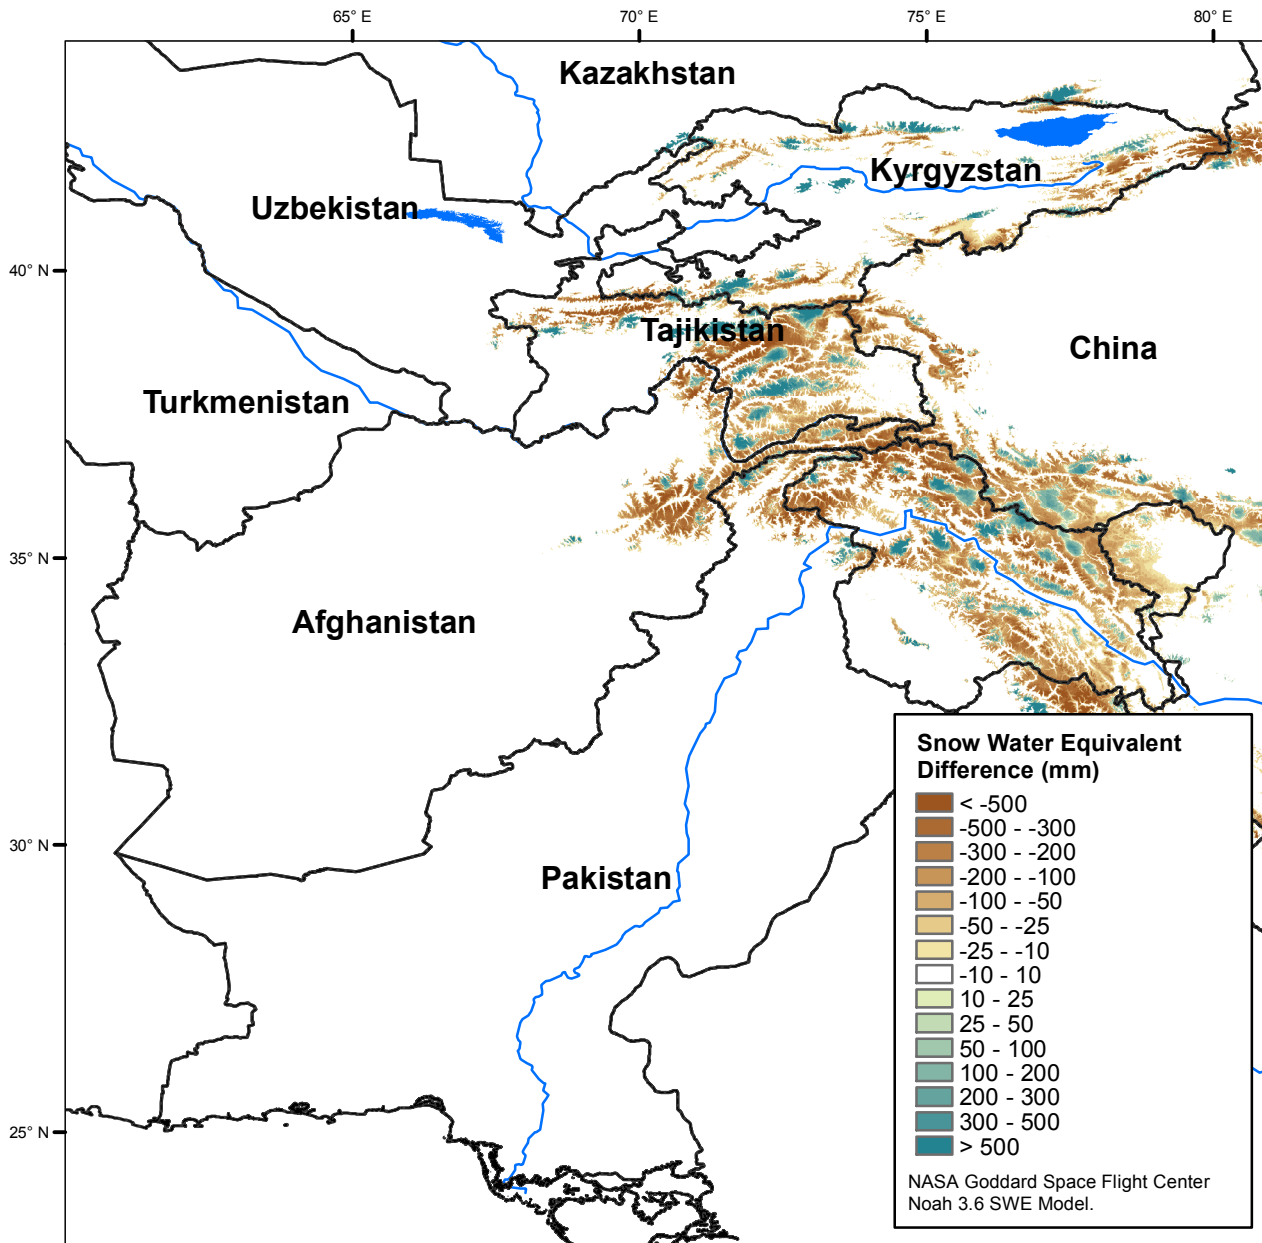 65° E
70° E
75° E
80° E
Kazakhstan
Kyrgyzstan
Uzbekistan
40° N
Tajikistan
China
Turkmenistan
35° N
Afghanistan
30° N
Pakistan
25° N
Snow Water Equivalent
Difference (mm)
< -500
-500 - -300
-300 - -200
-200 - -100
-100 - -50
-50 - -25
-25 - -10
-10 - 10
10 - 25
25 - 50
50 - 100
100 - 200
200 - 300
300 - 500
> 500
NASA Goddard Space Flight Center
Noah 3.6 SWE Model.